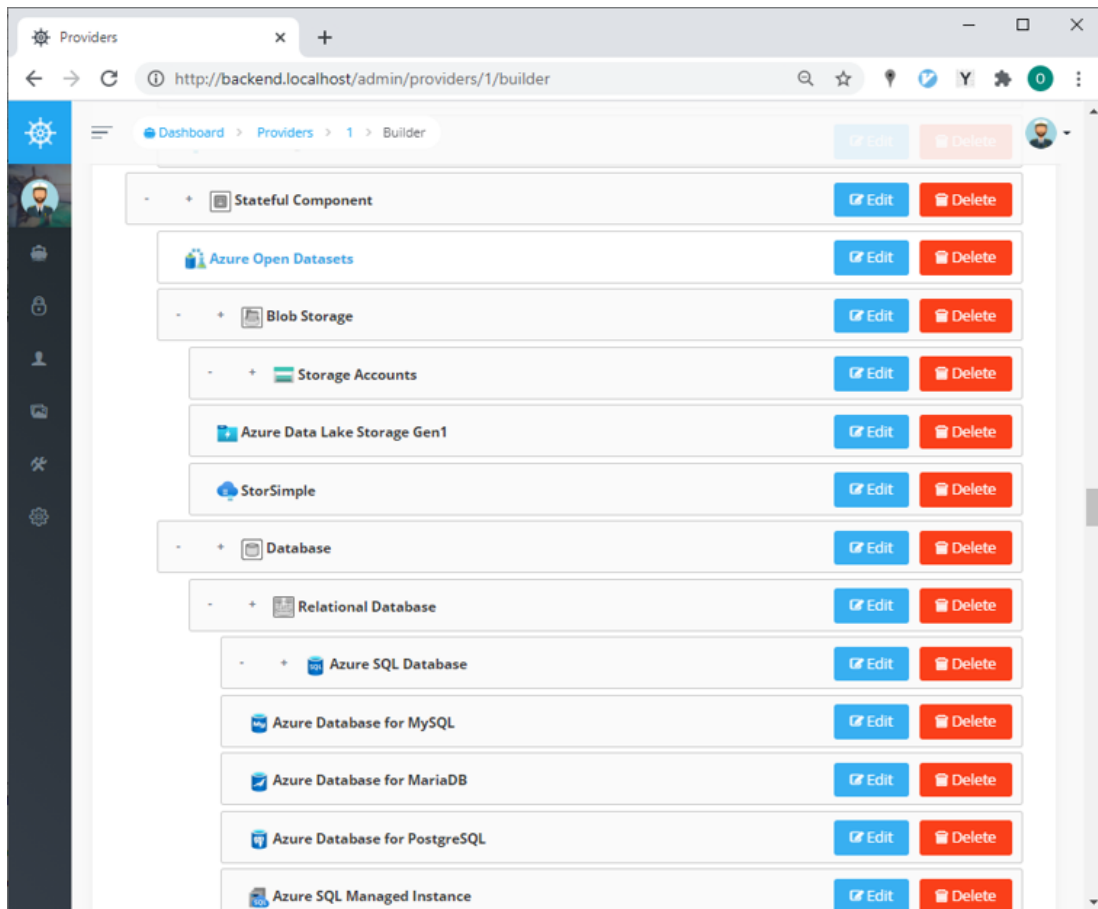 Providers
http://backend.localhost/admin/providers/1/builder
Y
O
Dashboard > Providers > 1 > Builder
Edit Delete
- + Stateful Component Edit Delete
Azure Open Datasets Edit Delete
- + Blob Storage Edit Delete
- + Storage Accounts Edit Delete
Azure Data Lake Storage Gen1 Edit Delete
StorSimple Edit Delete
- + Database Edit Delete
- + Relational Database Edit Delete
- + SQL Azure SQL Database Edit Delete
My Azure Database for MySQL Edit Delete
Azure Database for MariaDB Edit Delete
Azure Database for PostgreSQL Edit Delete
SQL Azure SQL Managed Instance Edit Delete